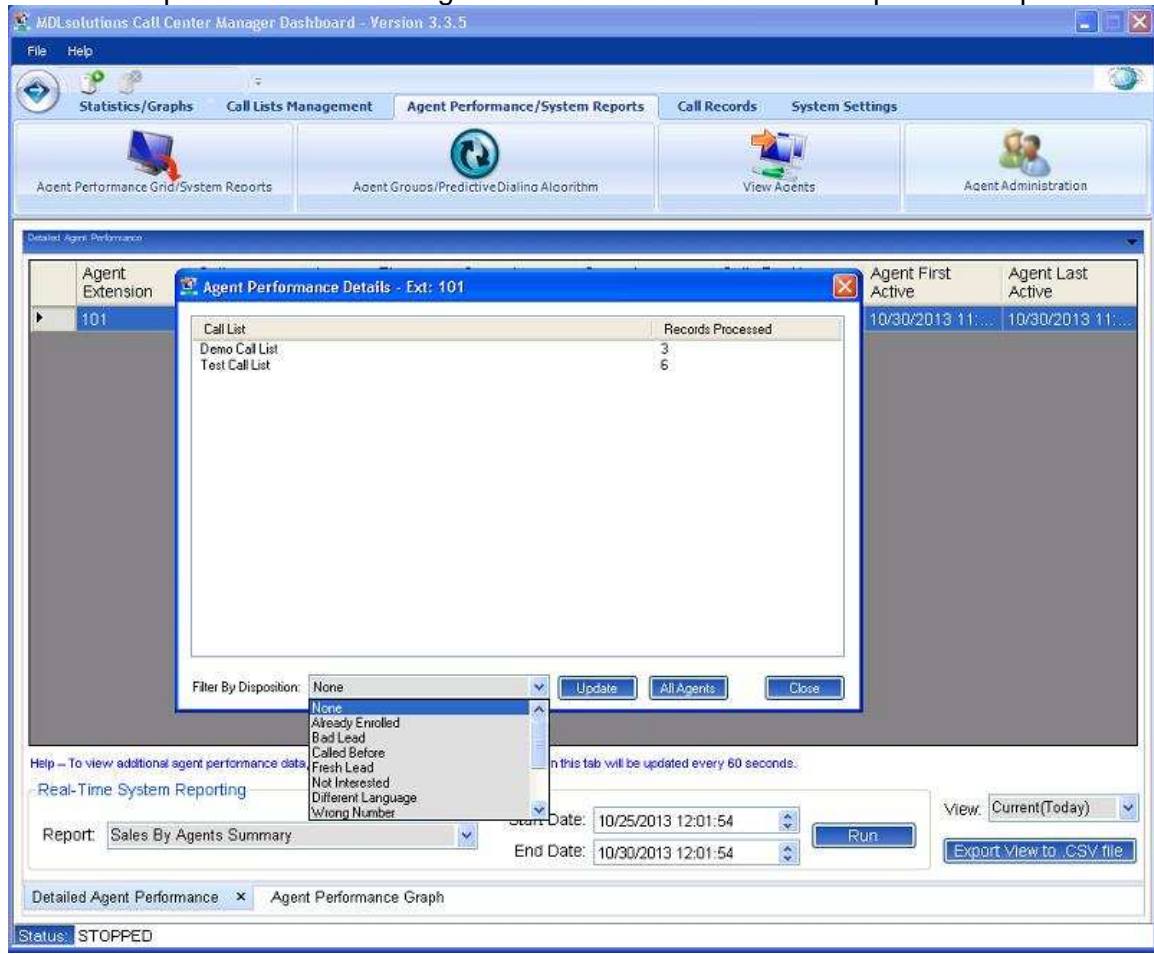 MDLsolutions Call Center Manager Dashboard - Version 3.3.5
File Help
Statistics/Graphs Call Lists Management Agent Performance/System Reports Call Records System Settings
Agent Performance Grid/System Reports Agent Groups/Predictive Dialing Algorithm View Agents Agent Administration
Detailed Agent Performance
Agent Extension Agent First Active Agent Last Active
101 10/30/2013 11:... 10/30/2013 11:...
Agent Performance Details - Ext: 101
Call List Records Processed
Demo Call List 3
Test Call List 6
Filter By Disposition: None Update All Agents Close
None
Already Enrolled
Bad Lead
Called Before
Fresh Lead
Not Interested
Different Language
Wrong Number
Help -- To view additional agent performance data, n this tab will be updated every 60 seconds.
Real-Time System Reporting
Report: Sales By Agents Summary
Start Date: 10/25/2013 12:01:54
End Date: 10/30/2013 12:01:54
Run
View: Current(Today)
Export View to .CSV file
Detailed Agent Performance x Agent Performance Graph
Status: STOPPED